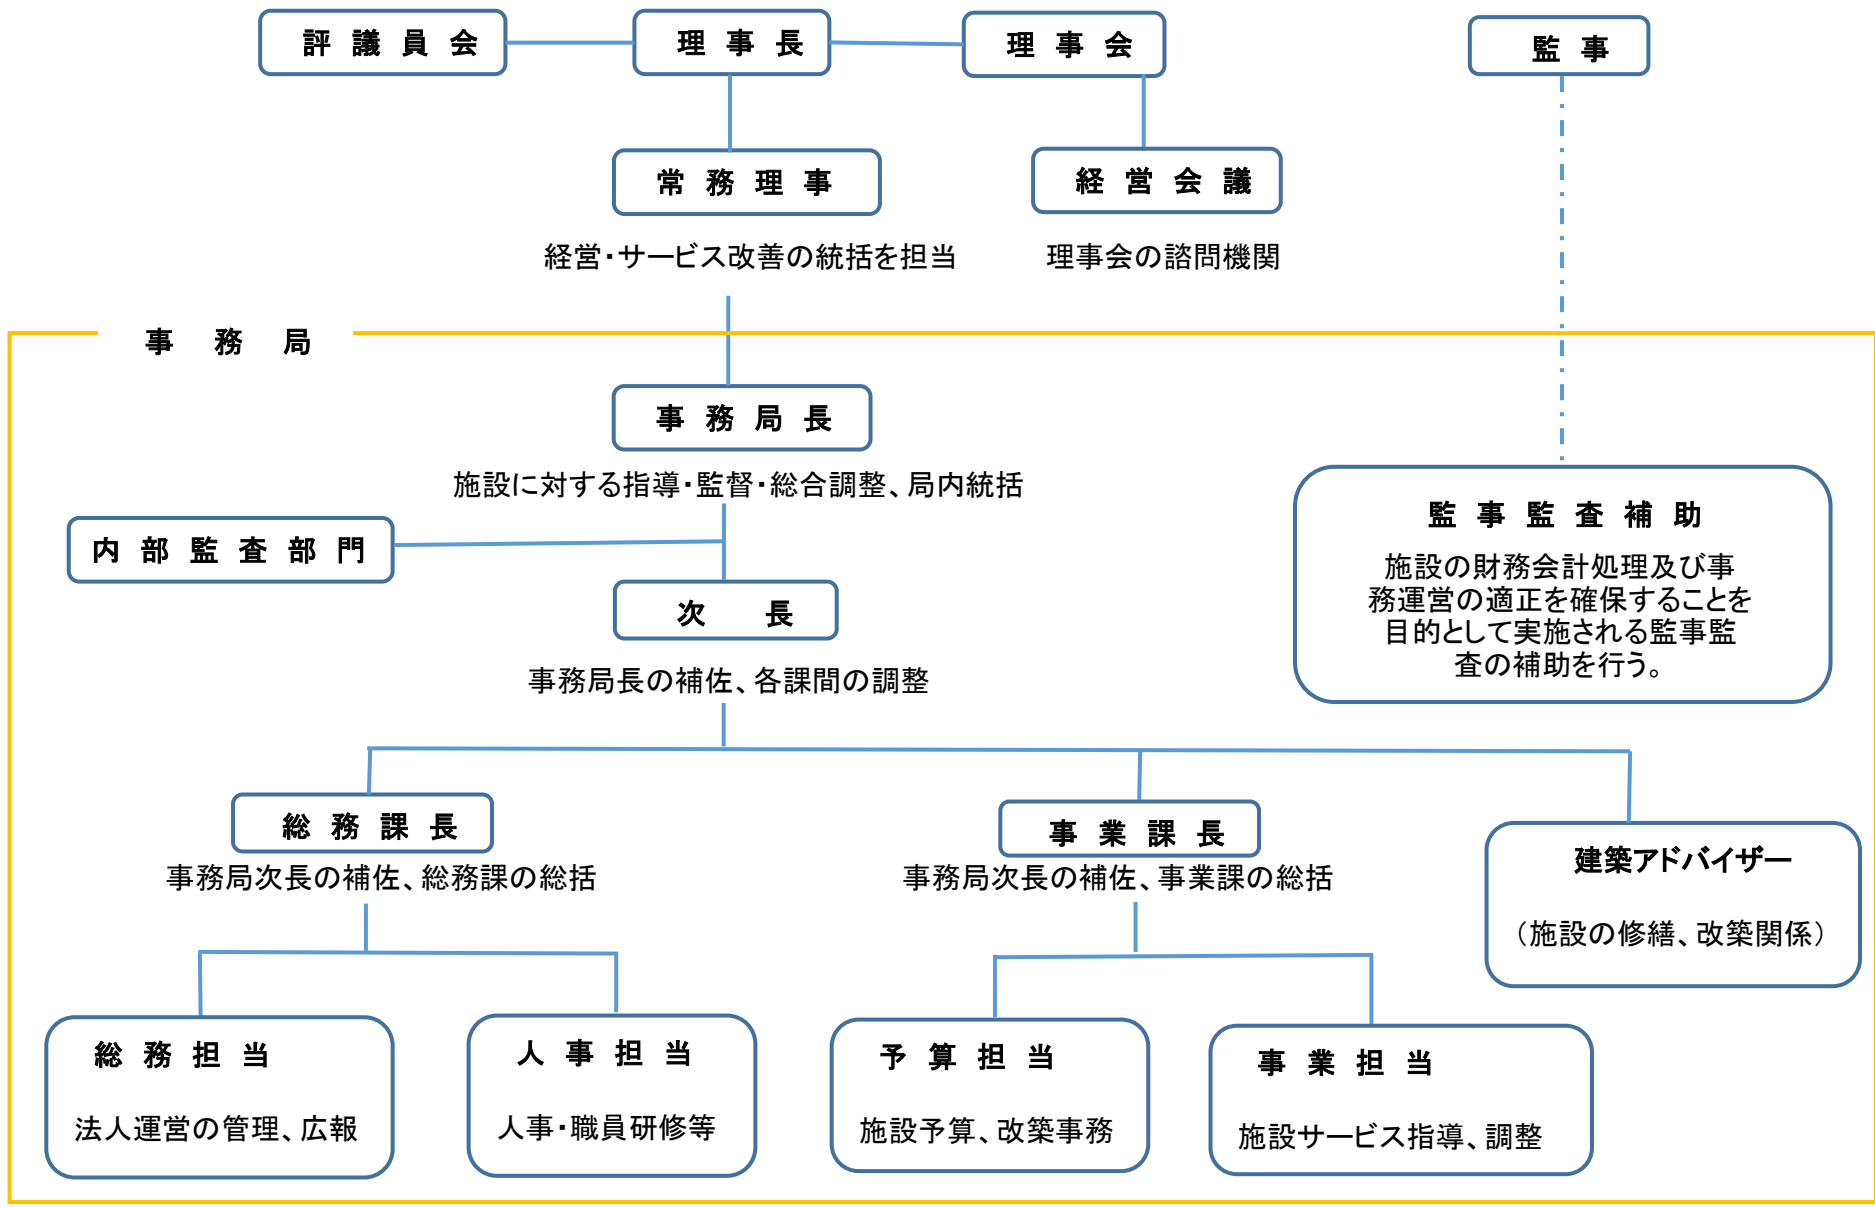 評議員会
理事長
理事会
監事
常務理事
経営会議
経営・サービス改善の統括を担当
理事会の諮問機関
事務局
事務局長
施設に対する指導・監督・総合調整、局内統括
内部監査部門
次長
事務局長の補佐、各課間の調整
監事監査補助
施設の財務会計処理及び事
務運営の適正を確保することを
目的として実施される監事監
査の補助を行う。
総務課長
事務局次長の補佐、総務課の総括
事業課長
事務局次長の補佐、事業課の総括
建築アドバイザー
（施設の修繕、改築関係）
総務担当
法人運営の管理、広報
人事担当
人事・職員研修等
予算担当
施設予算、改築事務
事業担当
施設サービス指導、調整